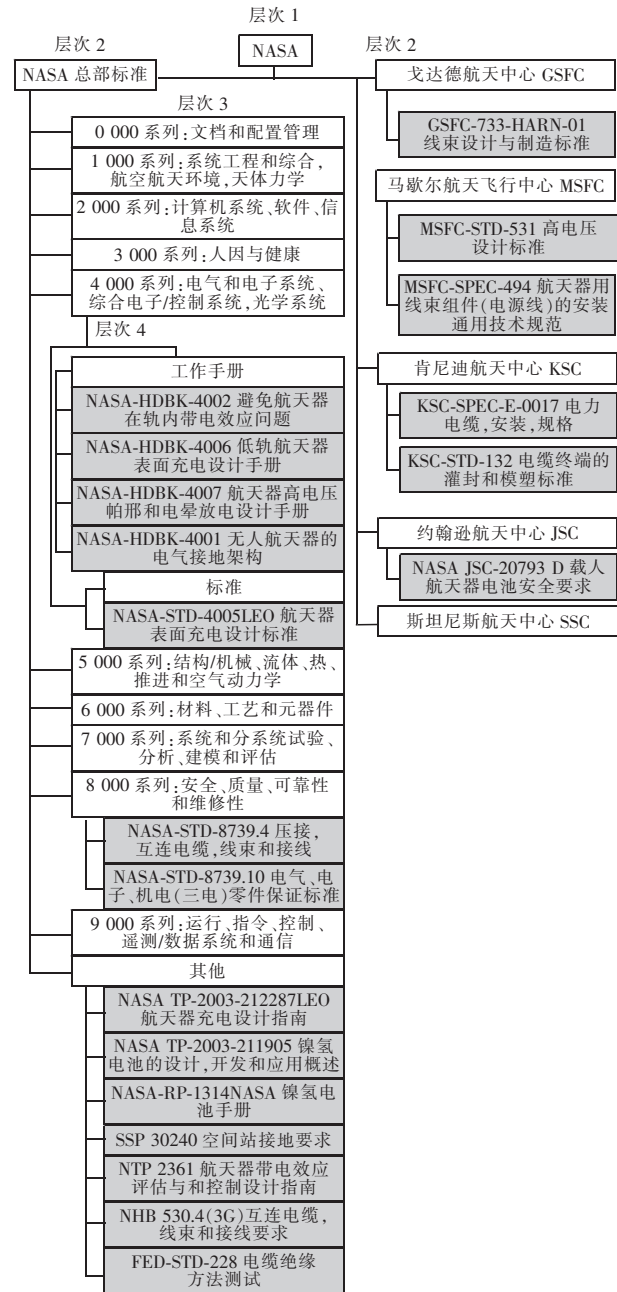 层次 1
NASA
层次 2
NASA 总部标准
层次 3
0 000 系列:文档和配置管理
1 000 系列:系统工程和综合,
航空航天环境,天体力学
2 000 系列:计算机系统、软件、信
息系统
3 000 系列:人因与健康
4 000 系列:电气和电子系统、
综合电子/控制系统,光学系统
层次 4
工作手册
NASA-HDBK-4002 避免航天器
在轨内带电效应问题
NASA-HDBK-4006 低轨航天器
表面充电设计手册
NASA-HDBK-4007 航天器高电压
帕邢和电晕放电设计手册
NASA-HDBK-4001 无人航天器的
电气接地架构
标准
NASA-STD-4005LEO 航天器
表面充电设计标准
5 000 系列:结构/机械、流体、热、
推进和空气动力学
6 000 系列:材料、工艺和元器件
7 000 系列:系统和分系统试验、
分析、建模和评估
8 000 系列:安全、质量、可靠性
和维修性
NASA-STD-8739.4 压接,
互连电缆,线束和接线
NASA-STD-8739.10 电气、电
子、机电(三电)零件保证标准
9 000 系列:运行、指令、控制、
遥测/数据系统和通信
其他
NASA TP-2003-212287LEO
航天器充电设计指南
NASA TP-2003-211905 镍氢
电池的设计,开发和应用概述
NASA-RP-1314NASA 镍氢电
池手册
SSP 30240 空间站接地要求
NTP 2361 航天器带电效应
评估与和控制设计指南
NHB 530.4(3G)互连电缆,
线束和接线要求
FED-STD-228 电缆绝缘
方法测试
层次 2
戈达德航天中心 GSFC
GSFC-733-HARN-01
线束设计与制造标准
马歇尔航天飞行中心 MSFC
MSFC-STD-531 高电压
设计标准
MSFC-SPEC-494 航天器用
线束组件(电源线)的安装
通用技术规范
肯尼迪航天中心 KSC
KSC-SPEC-E-0017 电力
电缆,安装,规格
KSC-STD-132 电缆终端的
灌封和模塑标准
约翰逊航天中心 JSC
NASA JSC-20793 D 载人
航天器电池安全要求
斯坦尼斯航天中心 SSC